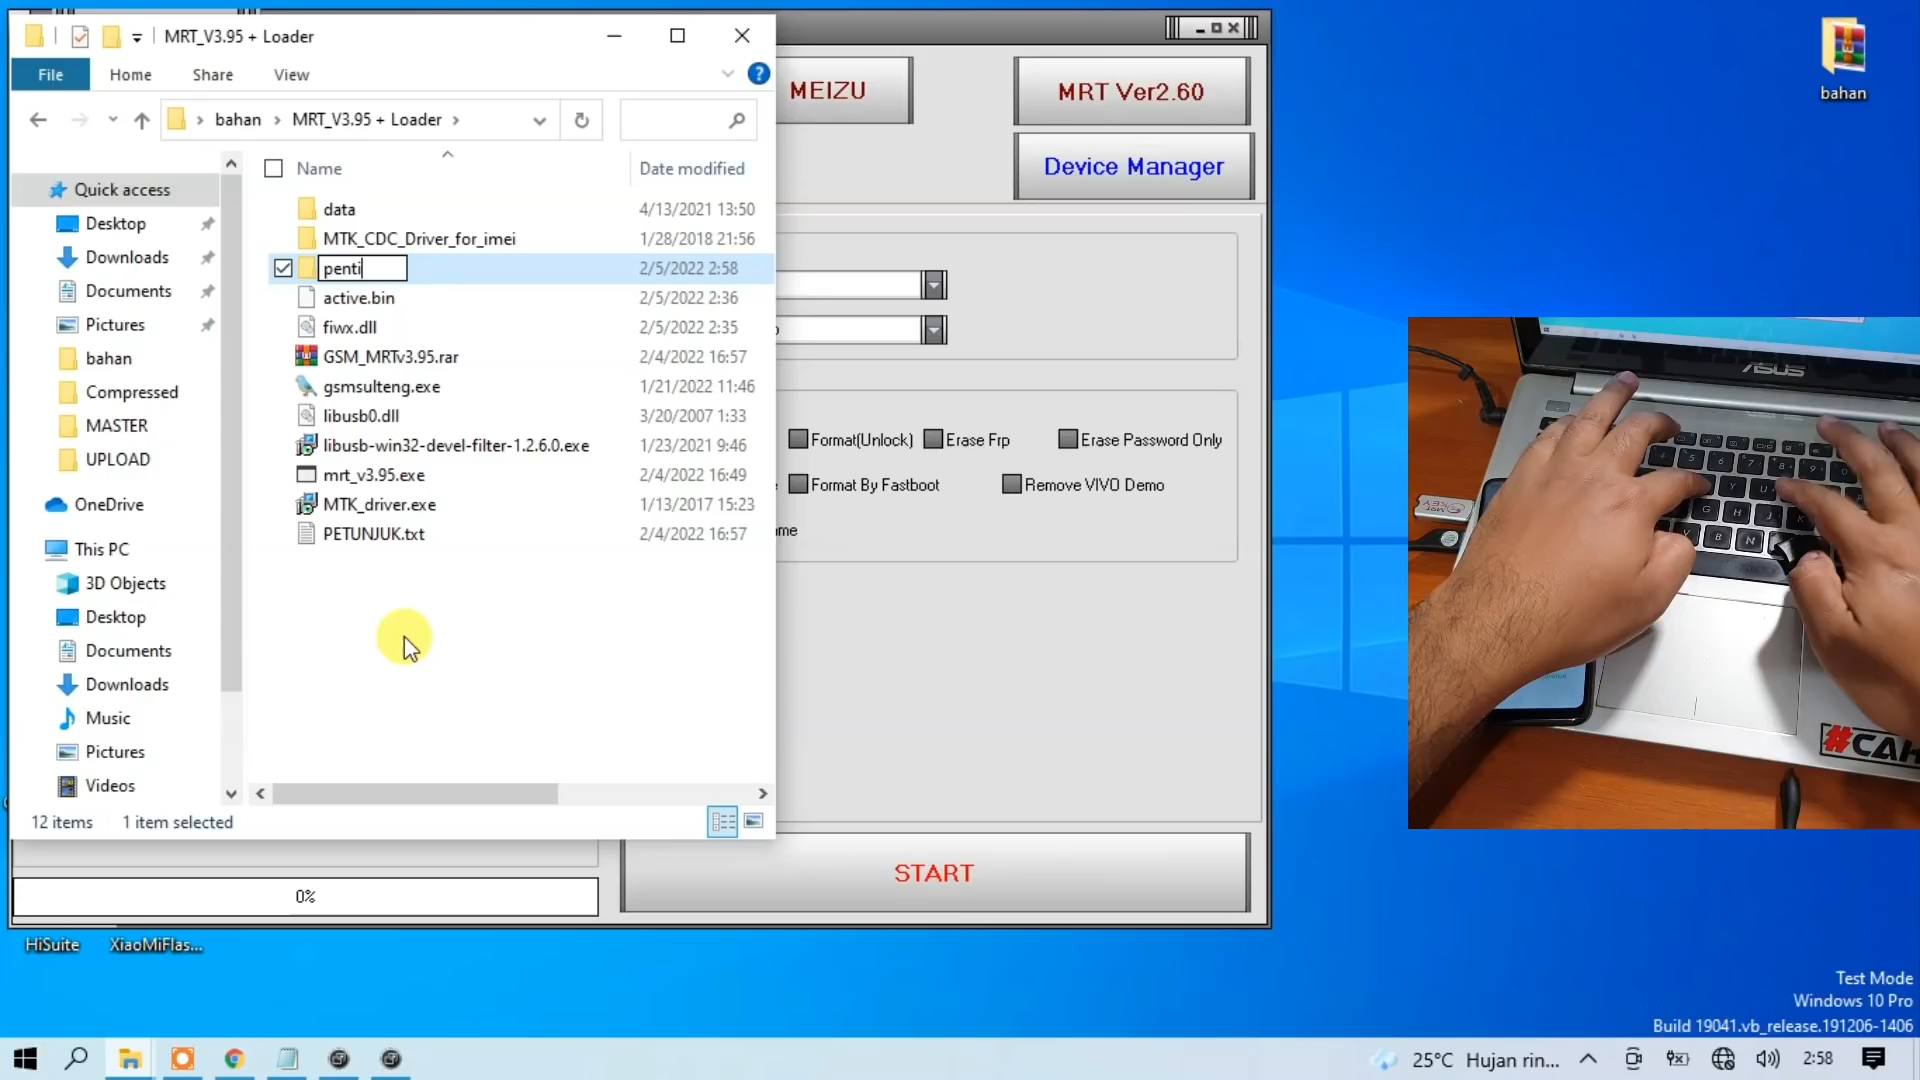 MRT_V3.95 + Loader
File Home Share View
bahan MRT_V3.95 + Loader
Quick access
Desktop
Downloads
Documents
Pictures
bahan
Compressed
MASTER
UPLOAD
OneDrive
This PC
3D Objects
Desktop
Documents
Downloads
Music
Pictures
Videos
Name Date modified
data 4/13/2021 13:50
MTK_CDC_Driver_for_imei 1/28/2018 21:56
penti 2/5/2022 2:58
active.bin 2/5/2022 2:36
fiwx.dll 2/5/2022 2:35
GSM_MRTv3.95.rar 2/4/2022 16:57
gsmsulteng.exe 1/21/2022 11:46
libusb0.dll 3/20/2007 1:33
libusb-win32-devel-filter-1.2.6.0.exe 1/23/2021 9:46
mrt_v3.95.exe 2/4/2022 16:49
MTK_driver.exe 1/13/2017 15:23
PETUNJUK.txt 2/4/2022 16:57
12 items 1 item selected
MEIZU
MRT Ver2.60
Device Manager
Format(Unlock) Erase Frp Erase Password Only
Format By Fastboot Remove VIVO Demo
START
0%
HiSuite XiaoMiFlas...
bahan
ASUS
#CAH
Test Mode
Windows 10 Pro
Build 19041.vb_release.191206-1406
25°C Hujan rin... 2:58